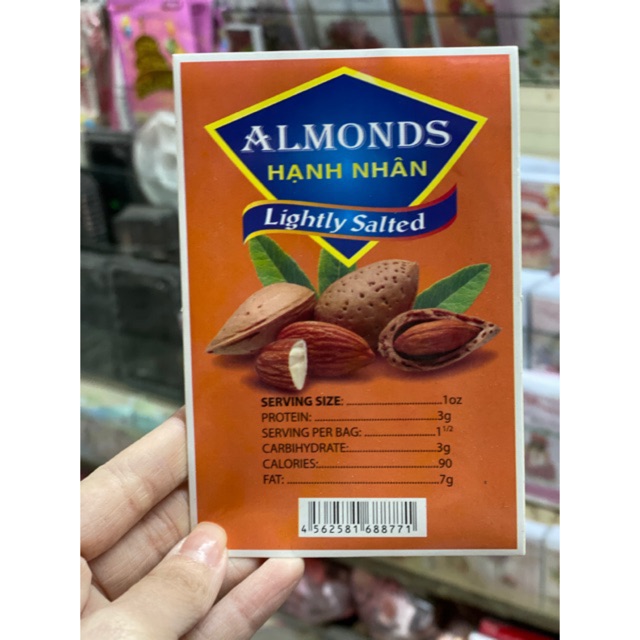 ALMONDS
HẠNH NHÂN
Lightly Salted
SERVING SIZE: 1oz
PROTEIN: 3g
SERVING PER BAG: 1 1/2
CARBIHYDRATE: 3g
CALORIES: 90
FAT: 7g
4 562581 688771